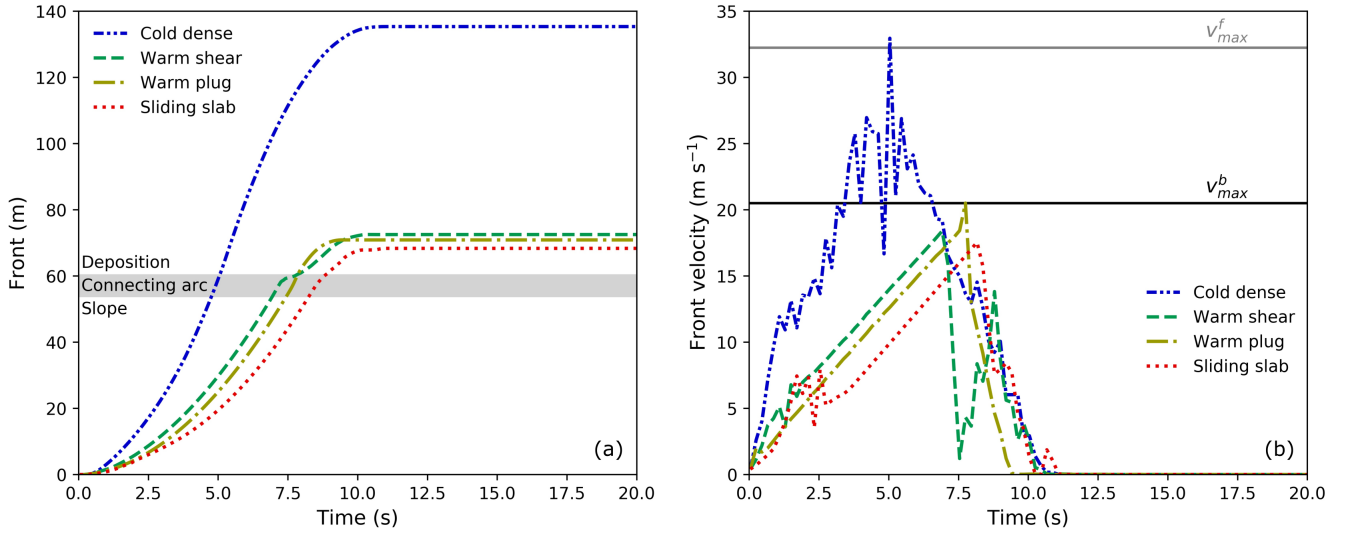 140
120
100
80
60
40
20
0
Front (m)
Cold dense
Warm shear
Warm plug
Sliding slab
Deposition
Connecting arc
Slope
(a)
0.0 2.5 5.0 7.5 10.0 12.5 15.0 17.5 20.0
Time (s)
35
30
25
20
15
10
5
0
Front velocity (m s⁻¹)
v^f_max
v^b_max
Cold dense
Warm shear
Warm plug
Sliding slab
(b)
0.0 2.5 5.0 7.5 10.0 12.5 15.0 17.5 20.0
Time (s)